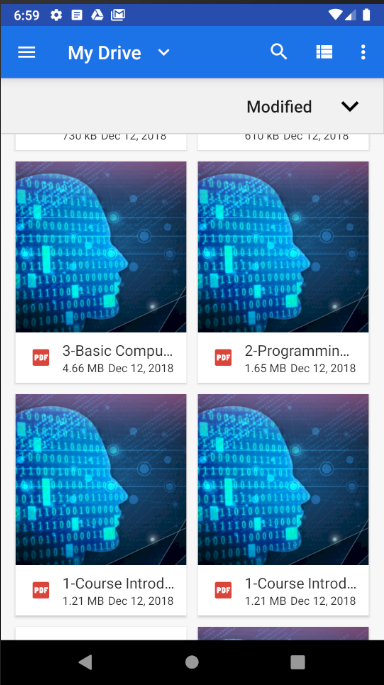 6:59
My Drive
Modified
730 kB Dec 12, 2018
610 kB Dec 12, 2018
3-Basic Compu...
4.66 MB Dec 12, 2018
2-Programmin...
1.65 MB Dec 12, 2018
1-Course Introd...
1.21 MB Dec 12, 2018
1-Course Introd...
1.21 MB Dec 12, 2018
PDF
PDF
PDF
PDF